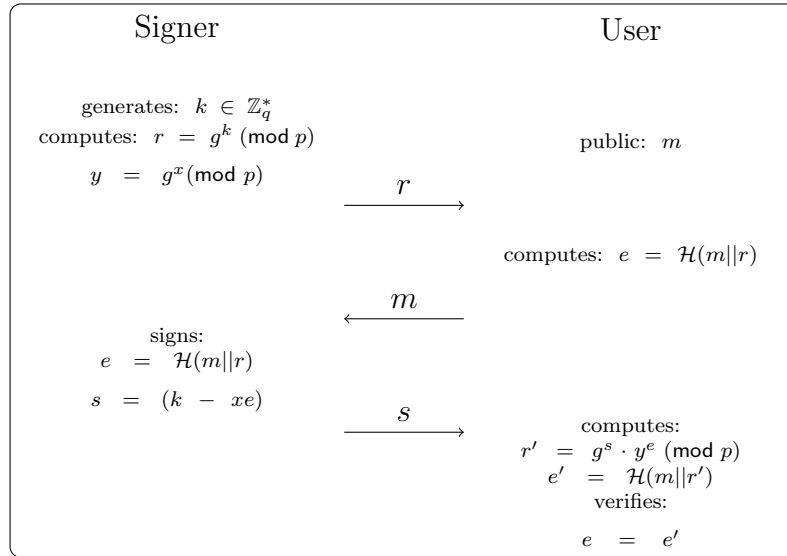 Signer
User
generates: k ∈ ℤ*_q
computes: r = g^k (mod p)
y = g^x(mod p)
public: m
r
computes: e = ℋ(m||r)
m
signs:
e = ℋ(m||r)
s = (k − xe)
s
computes:
r′ = g^s · y^e (mod p)
e′ = ℋ(m||r′)
verifies:
e = e′